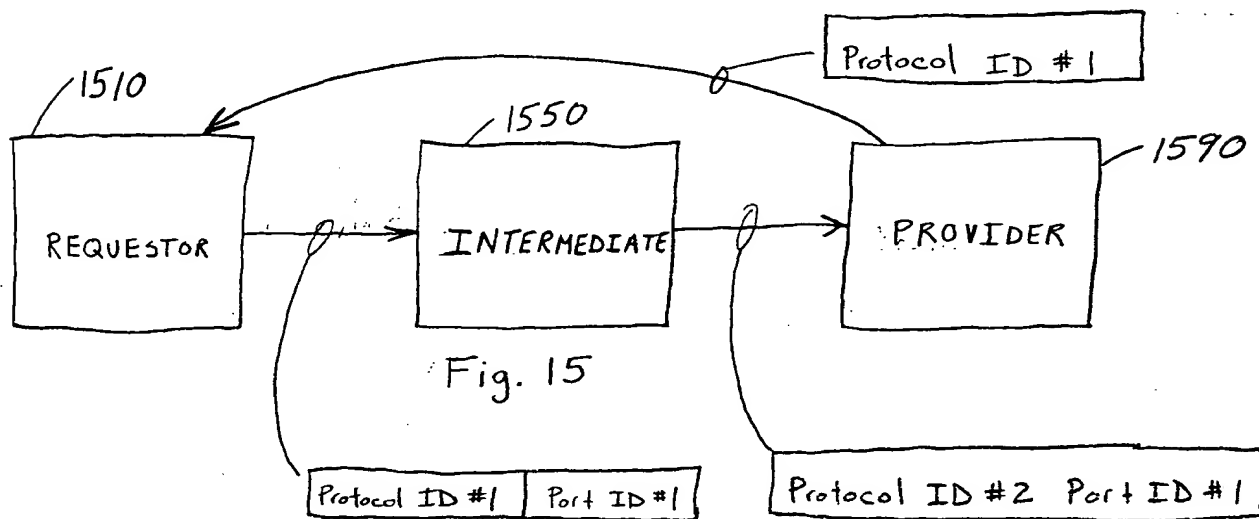 Protocol ID #1
1510
1550
1590
REQUESTOR
INTERMEDIATE
PROVIDER
Fig. 15
Protocol ID #1 Port ID #1
Protocol ID #2 Port ID #1